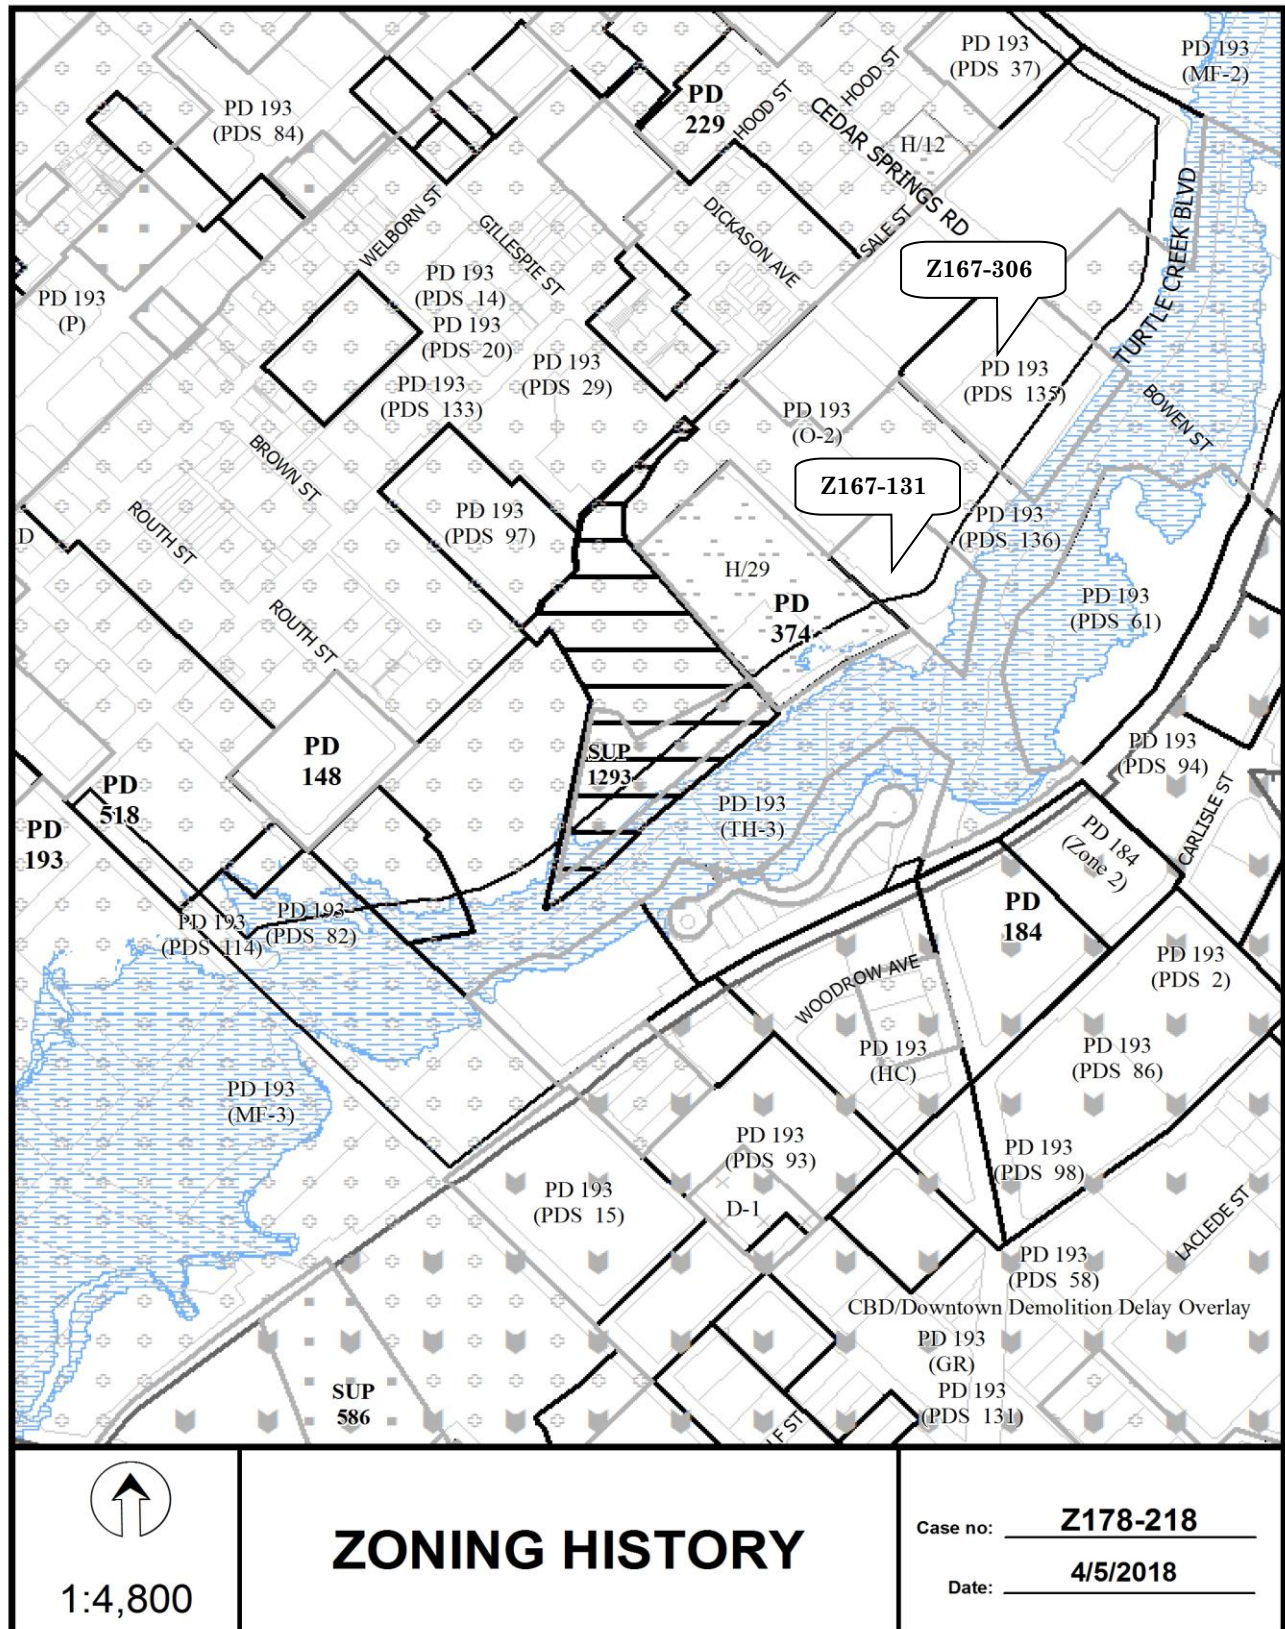 PD 193
(PDS 37)
PD 193
(MF-2)
HOOD ST
HOOD ST
PD
229
PD 193
(PDS 84)
CEDAR SPRINGS RD
H/12
WELBORN ST
GILLESPIE ST
DICKASON AVE
SALE ST
TURTLE CREEK BLVD
Z167-306
PD 193
(P)
PD 193
(PDS 14)
PD 193
(PDS 20)
PD 193
(PDS 29)
PD 193
(PDS 133)
PD 193
(PDS 135)
PD 193
(O-2)
BOWEN ST
BROWN ST
Z167-131
ROUTH ST
PD 193
(PDS 97)
PD 193
(PDS 136)
D
H/29
PD
374
PD 193
(PDS 61)
ROUTH ST
PD
148
SUP
1293
PD 193
(PDS 94)
PD
518
PD
193
PD 193
(TH-3)
PD 184
(Zone 2)
CARLISLE ST
PD 193
(PDS 114)
PD 193
(PDS 82)
PD
184
PD 193
(PDS 2)
WOODROW AVE
PD 193
(HC)
PD 193
(PDS 86)
PD 193
(MF-3)
PD 193
(PDS 93)
PD 193
(PDS 98)
PD 193
(PDS 15)
D-1
LACLEDE ST
PD 193
(PDS 58)
CBD/Downtown Demolition Delay Overlay
PD 193
(GR)
SUP
586
PD 193
(PDS 131)
LF ST
1:4,800
ZONING HISTORY
Case no: Z178-218
Date: 4/5/2018